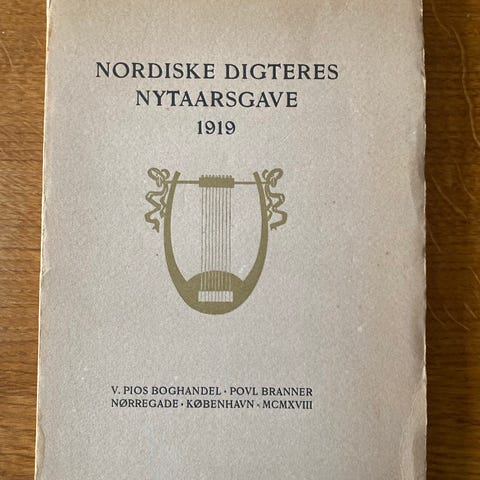 NORDISKE DIGTERES
NYTAARSGAVE
1919
V. PIOS BOGHANDEL · POVL BRANNER
NØRREGADE · KØBENHAVN · MCMXVIII